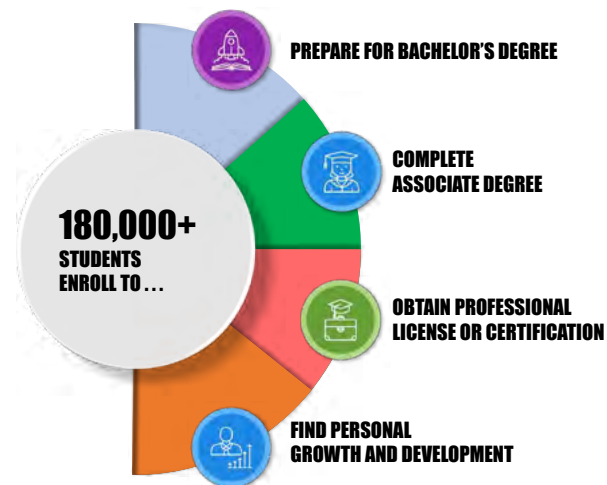 PREPARE FOR BACHELOR'S DEGREE
COMPLETE
ASSOCIATE DEGREE
180,000+
STUDENTS
ENROLL TO . . .
OBTAIN PROFESSIONAL
LICENSE OR CERTIFICATION
FIND PERSONAL
GROWTH AND DEVELOPMENT